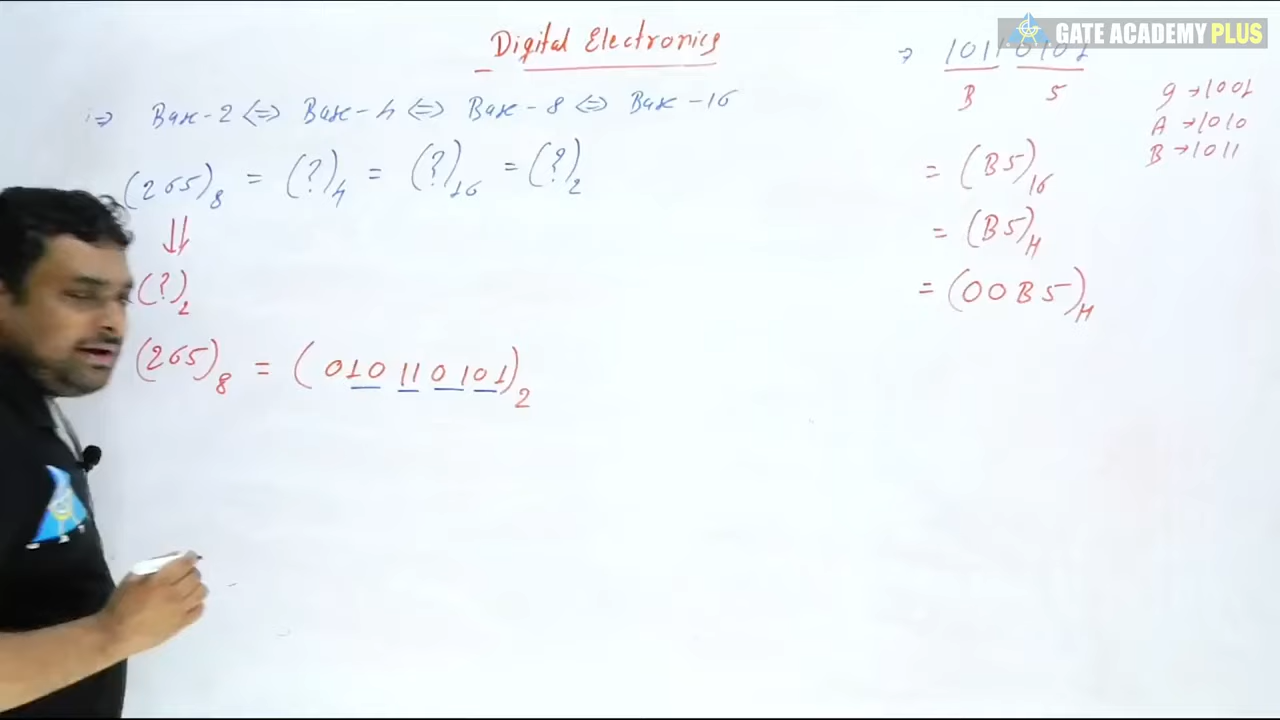 GATE ACADEMY PLUS
Digital Electronics
i⇒ Base-2 ⇔ Base-4 ⇔ Base-8 ⇔ Base-16
(265)₈ = (?)₄ = (?)₁₆ = (?)₂
⇓
(?)₂
(265)₈ = (010 110 101)₂
→ 1011 0101
B 5
= (B5)₁₆
= (B5)H
= (00B5)H
9 → 1001
A → 1010
B → 1011